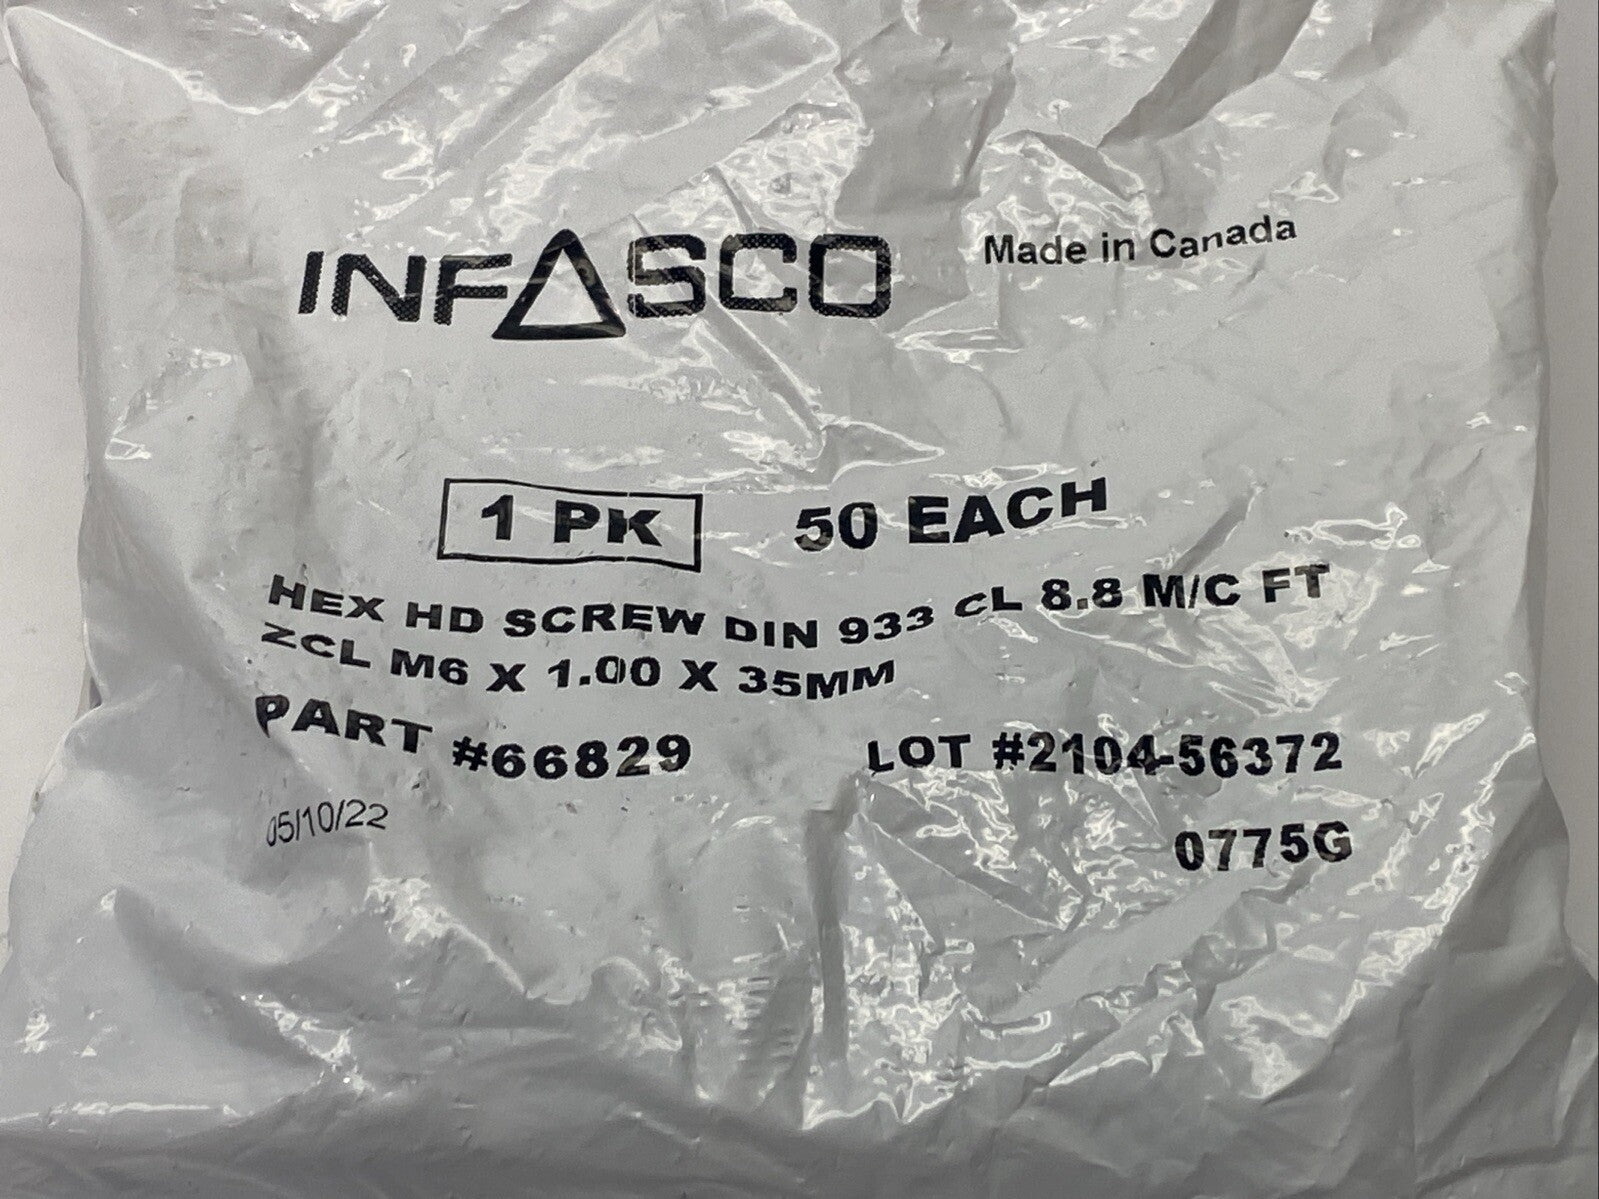 INFASCO
Made in Canada
1 PK 50 EACH
HEX HD SCREW DIN 933 CL 8.8 M/C FT
ZCL M6 X 1.00 X 35MM
PART #66829 LOT #2104-56372
05/10/22
0775G